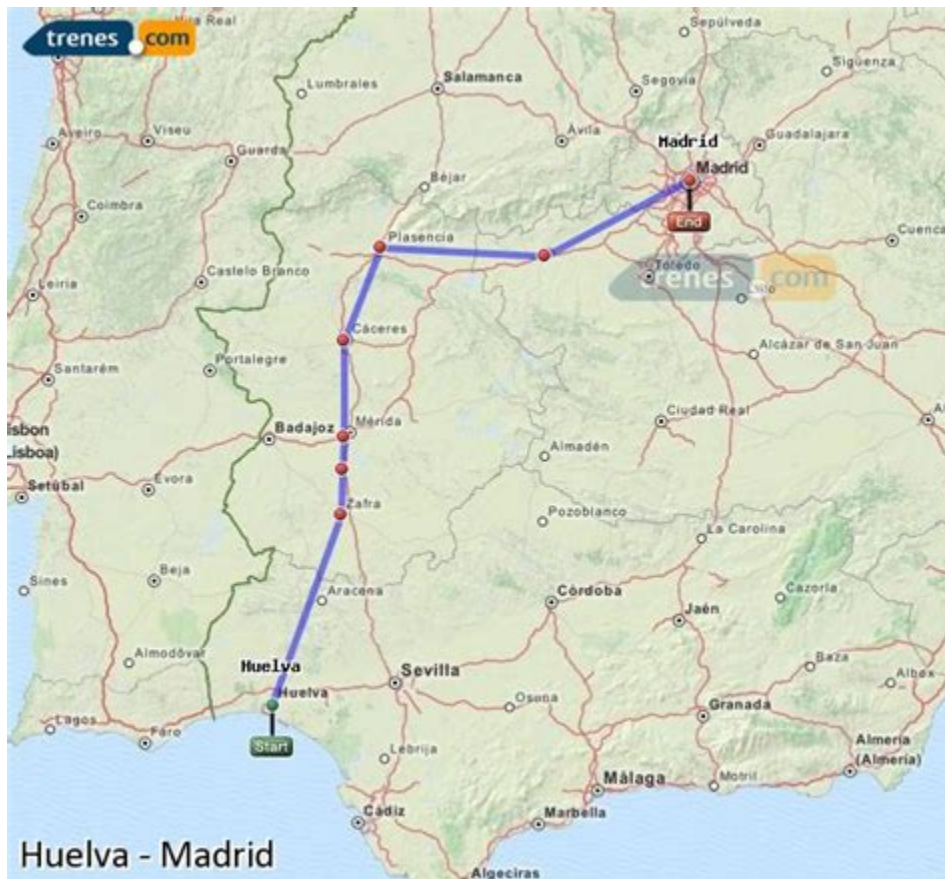 trenes.com
Vila Real
Sepúlveda
Sigüenza
Lumbrales
Salamanca
Segovia
Aveiro
Viseu
Guarda
Ávila
Madrid
Guadalajara
Madrid
Béjar
Coimbra
End
Plasencia
Cuenca
Leiria
Castelo Branco
Toledo
trenes.com
Cáceres
Portalegre
Alcázar de San Juan
Santarém
Mérida
Ciudad Real
Badajoz
Lisbon
(Lisboa)
Almadén
Setúbal
Evora
Zafra
Pozoblanco
La Carolina
Beja
Sines
Aracena
Córdoba
Cazorla
Jaén
Almodôvar
Huelva
Sevilla
Baza
Huelva
Osuna
Albox
Granada
Lagos
Faro
Start
Lebrija
Almería
(Almería)
Málaga
Motril
Cádiz
Marbella
Huelva - Madrid
Algeciras